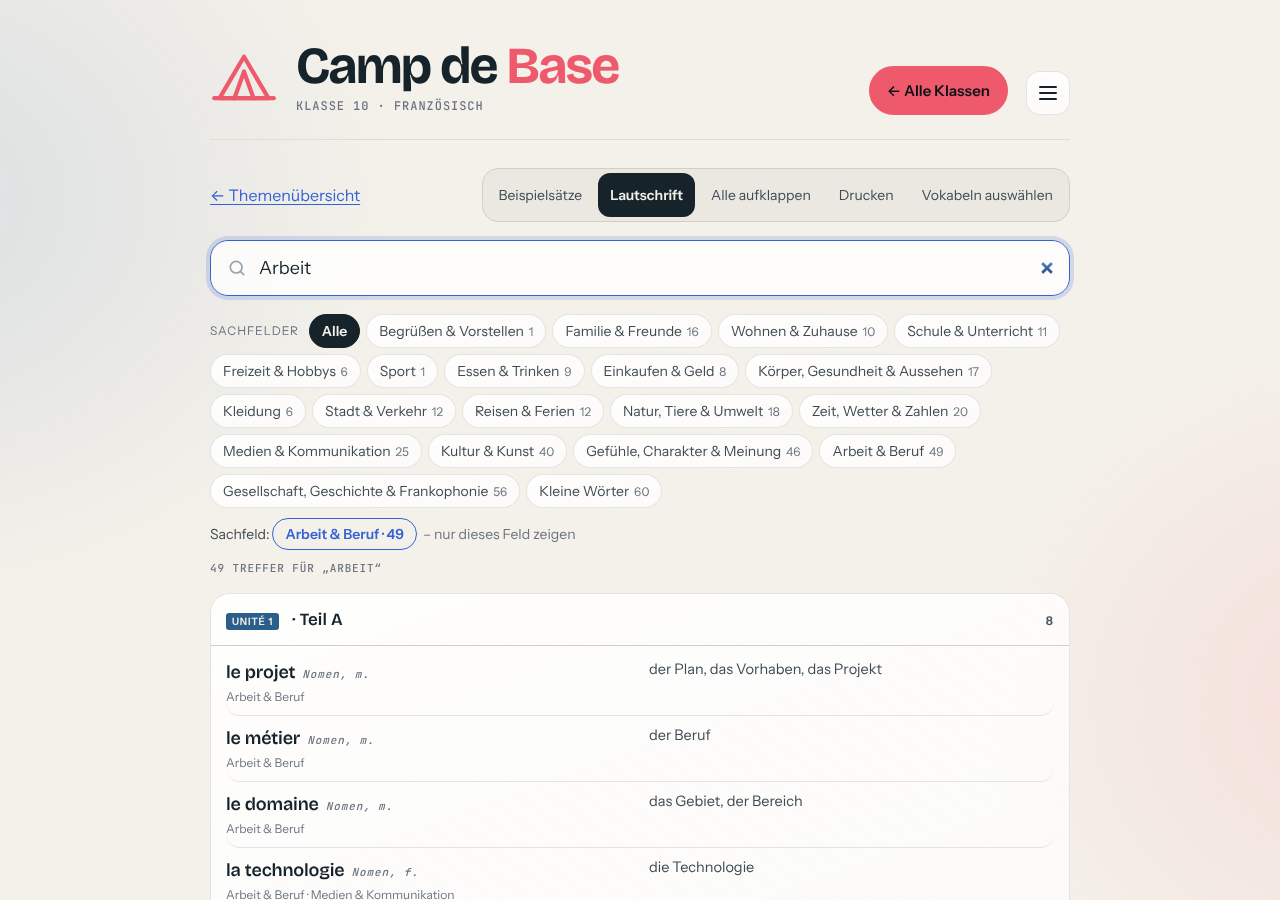 Camp de Base
KLASSE 10 · FRANZÖSISCH
← Alle Klassen
← Themenübersicht
Beispielsätze Lautschrift Alle aufklappen Drucken Vokabeln auswählen
Arbeit
SACHFELDER Alle Begrüßen & Vorstellen 1 Familie & Freunde 16 Wohnen & Zuhause 10 Schule & Unterricht 11
Freizeit & Hobbys 6 Sport 1 Essen & Trinken 9 Einkaufen & Geld 8 Körper, Gesundheit & Aussehen 17
Kleidung 6 Stadt & Verkehr 12 Reisen & Ferien 12 Natur, Tiere & Umwelt 18 Zeit, Wetter & Zahlen 20
Medien & Kommunikation 25 Kultur & Kunst 40 Gefühle, Charakter & Meinung 46 Arbeit & Beruf 49
Gesellschaft, Geschichte & Frankophonie 56 Kleine Wörter 60
Sachfeld: Arbeit & Beruf · 49 – nur dieses Feld zeigen
49 TREFFER FÜR „ARBEIT“
UNITÉ 1 · Teil A 8
le projet Nomen, m. der Plan, das Vorhaben, das Projekt
Arbeit & Beruf
le métier Nomen, m. der Beruf
Arbeit & Beruf
le domaine Nomen, m. das Gebiet, der Bereich
Arbeit & Beruf
la technologie Nomen, f. die Technologie
Arbeit & Beruf · Medien & Kommunikation